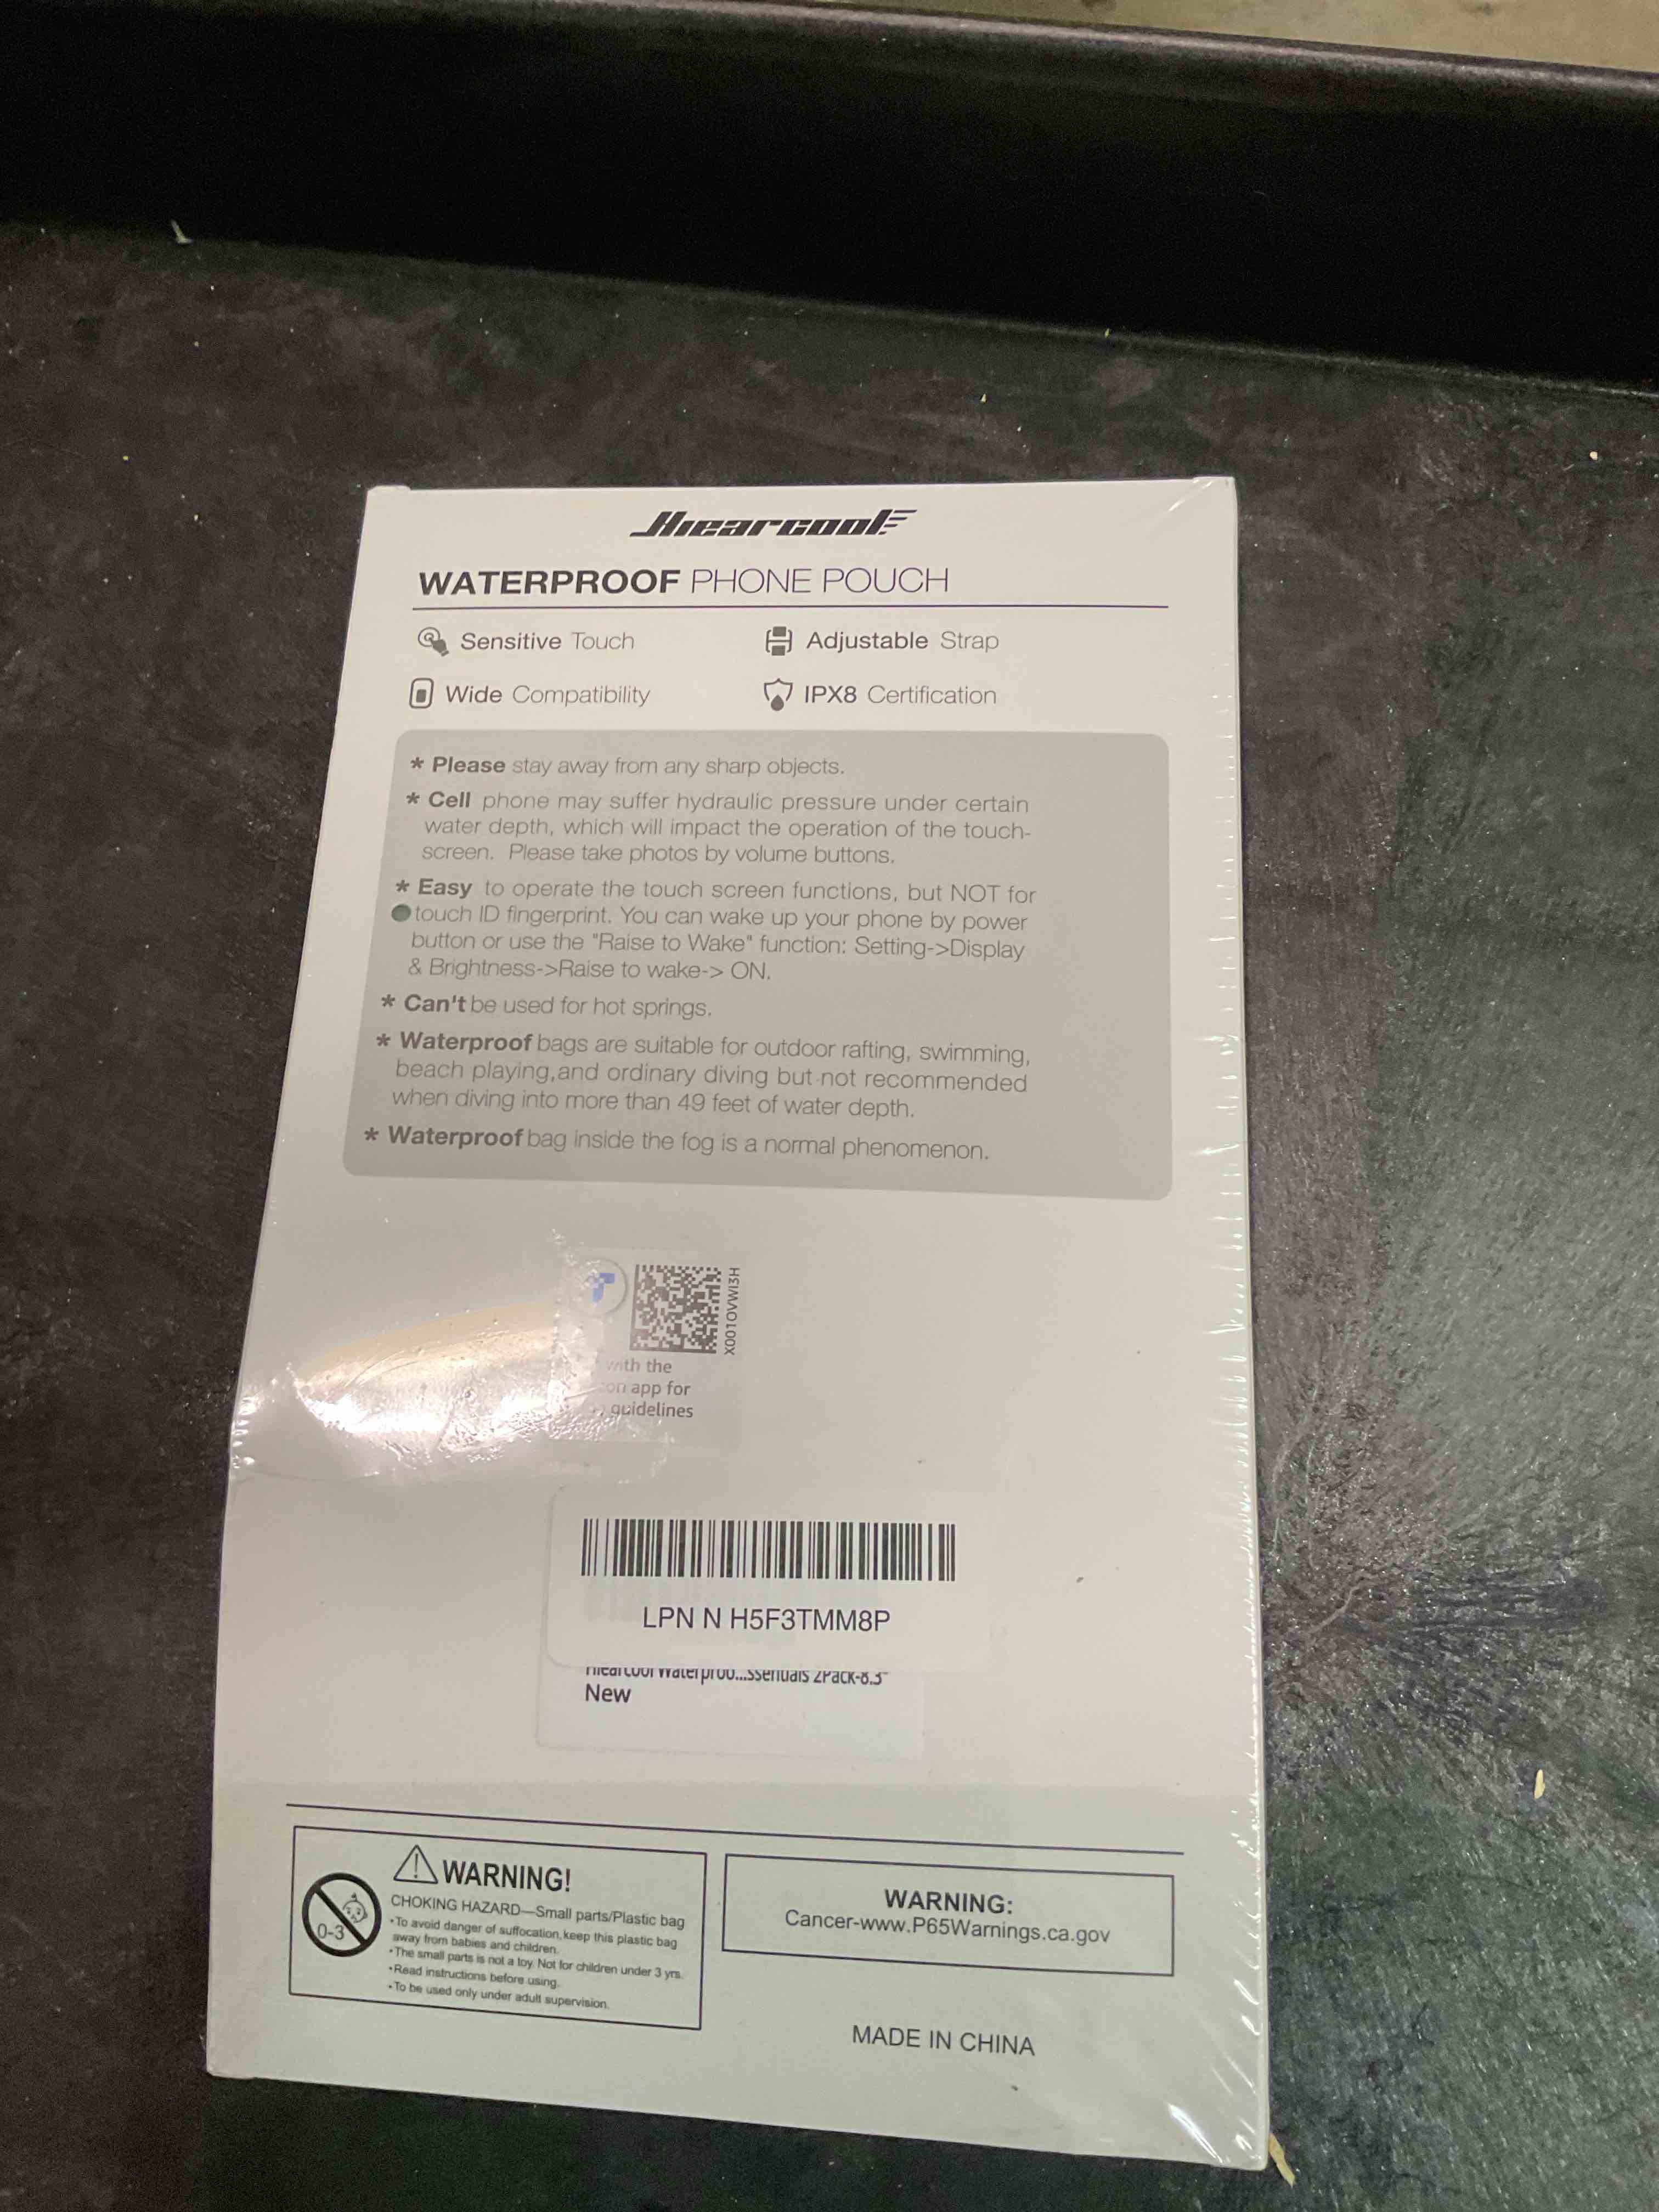 Hiearcool
WATERPROOF PHONE POUCH
Sensitive Touch
Adjustable Strap
Wide Compatibility
IPX8 Certification
* Please stay away from any sharp objects.
* Cell phone may suffer hydraulic pressure under certain
water depth, which will impact the operation of the touch-
screen. Please take photos by volume buttons.
* Easy to operate the touch screen functions, but NOT for
touch ID fingerprint. You can wake up your phone by power
button or use the "Raise to Wake" function: Setting->Display
& Brightness->Raise to wake-> ON.
* Can't be used for hot springs.
* Waterproof bags are suitable for outdoor rafting, swimming,
beach playing,and ordinary diving but not recommended
when diving into more than 49 feet of water depth.
* Waterproof bag inside the fog is a normal phenomenon.
X001OVWI3H
with the
app for
guidelines
LPN N H5F3TMM8P
Hiearcool Waterproo...ssentials 2Pack-8.3"
New
WARNING!
CHOKING HAZARD—Small parts/Plastic bag
•To avoid danger of suffocation,keep this plastic bag
away from babies and children.
•The small parts is not a toy. Not for children under 3 yrs.
•Read instructions before using.
•To be used only under adult supervision.
0-3
WARNING:
Cancer-www.P65Warnings.ca.gov
MADE IN CHINA